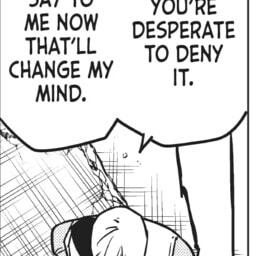 YOU'RE
DESPERATE
TO DENY
IT.
SAY TO
ME NOW
THAT'LL
CHANGE MY
MIND.